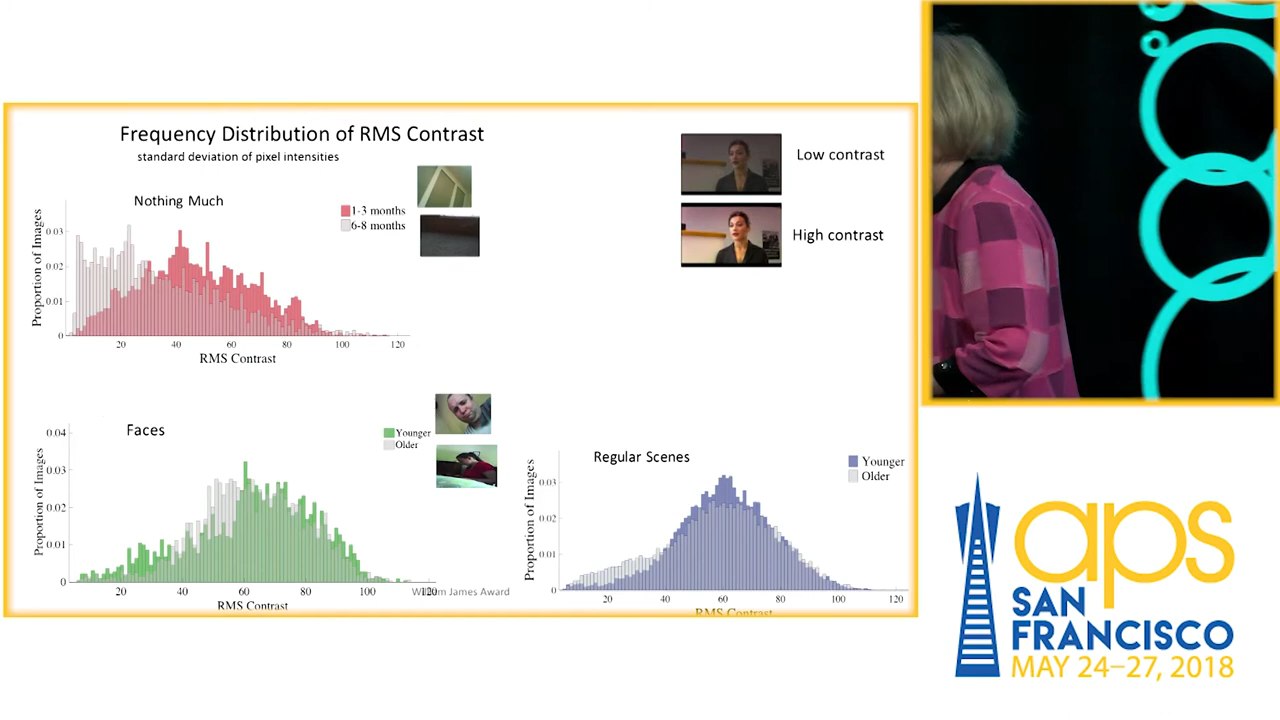 Frequency Distribution of RMS Contrast
standard deviation of pixel intensities
Low contrast
High contrast
Nothing Much
1-3 months
6-8 months
Proportion of Images
0.03
0.02
0.01
0
20 40 60 80 100 120
RMS Contrast
Faces
Younger
Older
Proportion of Images
0.04
0.03
0.02
0.01
0
20 40 60 80 100 120
RMS Contrast
William James Award
Regular Scenes
Younger
Older
Proportion of Images
0.03
0.02
0.01
0
20 40 60 80 100 120
RMS Contrast
aps
SAN
FRANCISCO
MAY 24–27, 2018